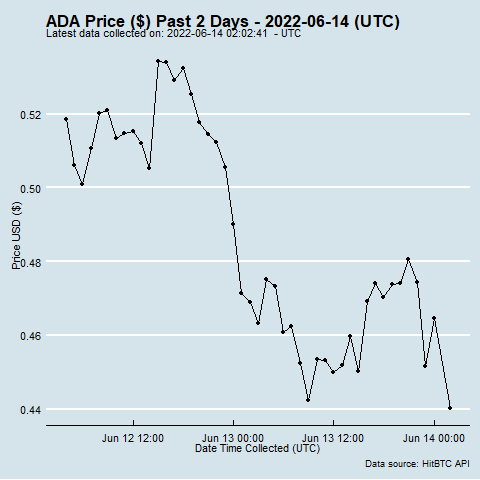 ADA Price ($) Past 2 Days - 2022-06-14 (UTC)
Latest data collected on: 2022-06-14 02:02:41  - UTC
0.52
0.50
0.48
0.46
0.44
Price USD ($)
Jun 12 12:00 Jun 13 00:00 Jun 13 12:00 Jun 14 00:00
Date Time Collected (UTC)
Data source: HitBTC API